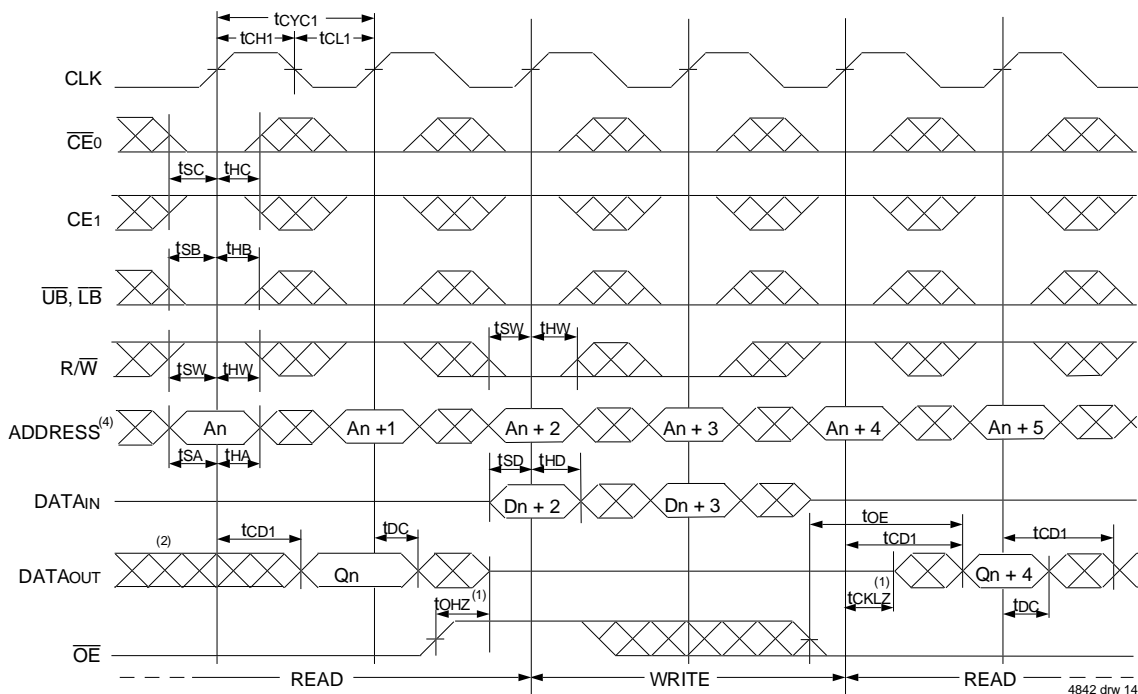 tCYC1
tCH1 tCL1
CLK
CE0
tSC tHC
CE1
tSB tHB
UB, LB
tSW tHW
R/W
tSW tHW
ADDRESS(4) An An +1 An + 2 An + 3 An + 4 An + 5
tSA tHA tSD tHD
DATAIN Dn + 2 Dn + 3
tOE
tCD1 tDC tCD1 tCD1
(2)
DATAOUT Qn Qn + 4
tOHZ(1) tCKLZ(1) tDC
OE
READ WRITE READ
4842 drw 14